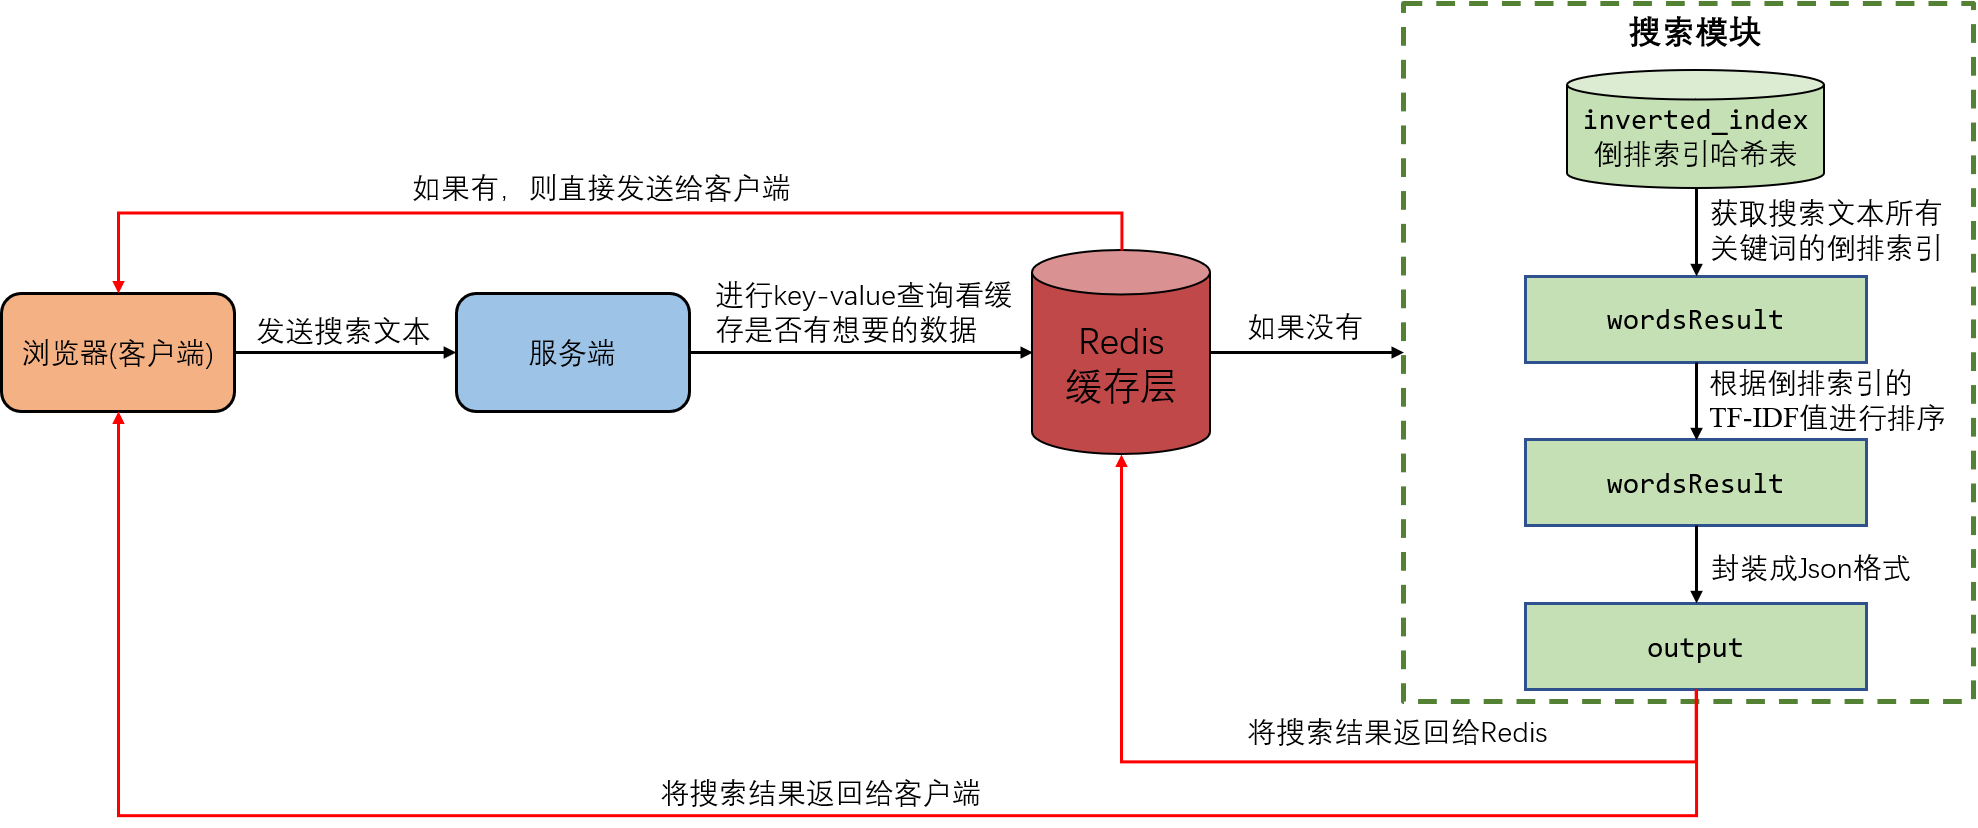 搜索模块
inverted_index
倒排索引哈希表
如果有，则直接发送给客户端
获取搜索文本所有
关键词的倒排索引
浏览器(客户端)
发送搜索文本
服务端
进行key-value查询看缓
存是否有想要的数据
Redis
缓存层
如果没有
wordsResult
根据倒排索引的
TF-IDF值进行排序
wordsResult
封装成Json格式
output
将搜索结果返回给Redis
将搜索结果返回给客户端